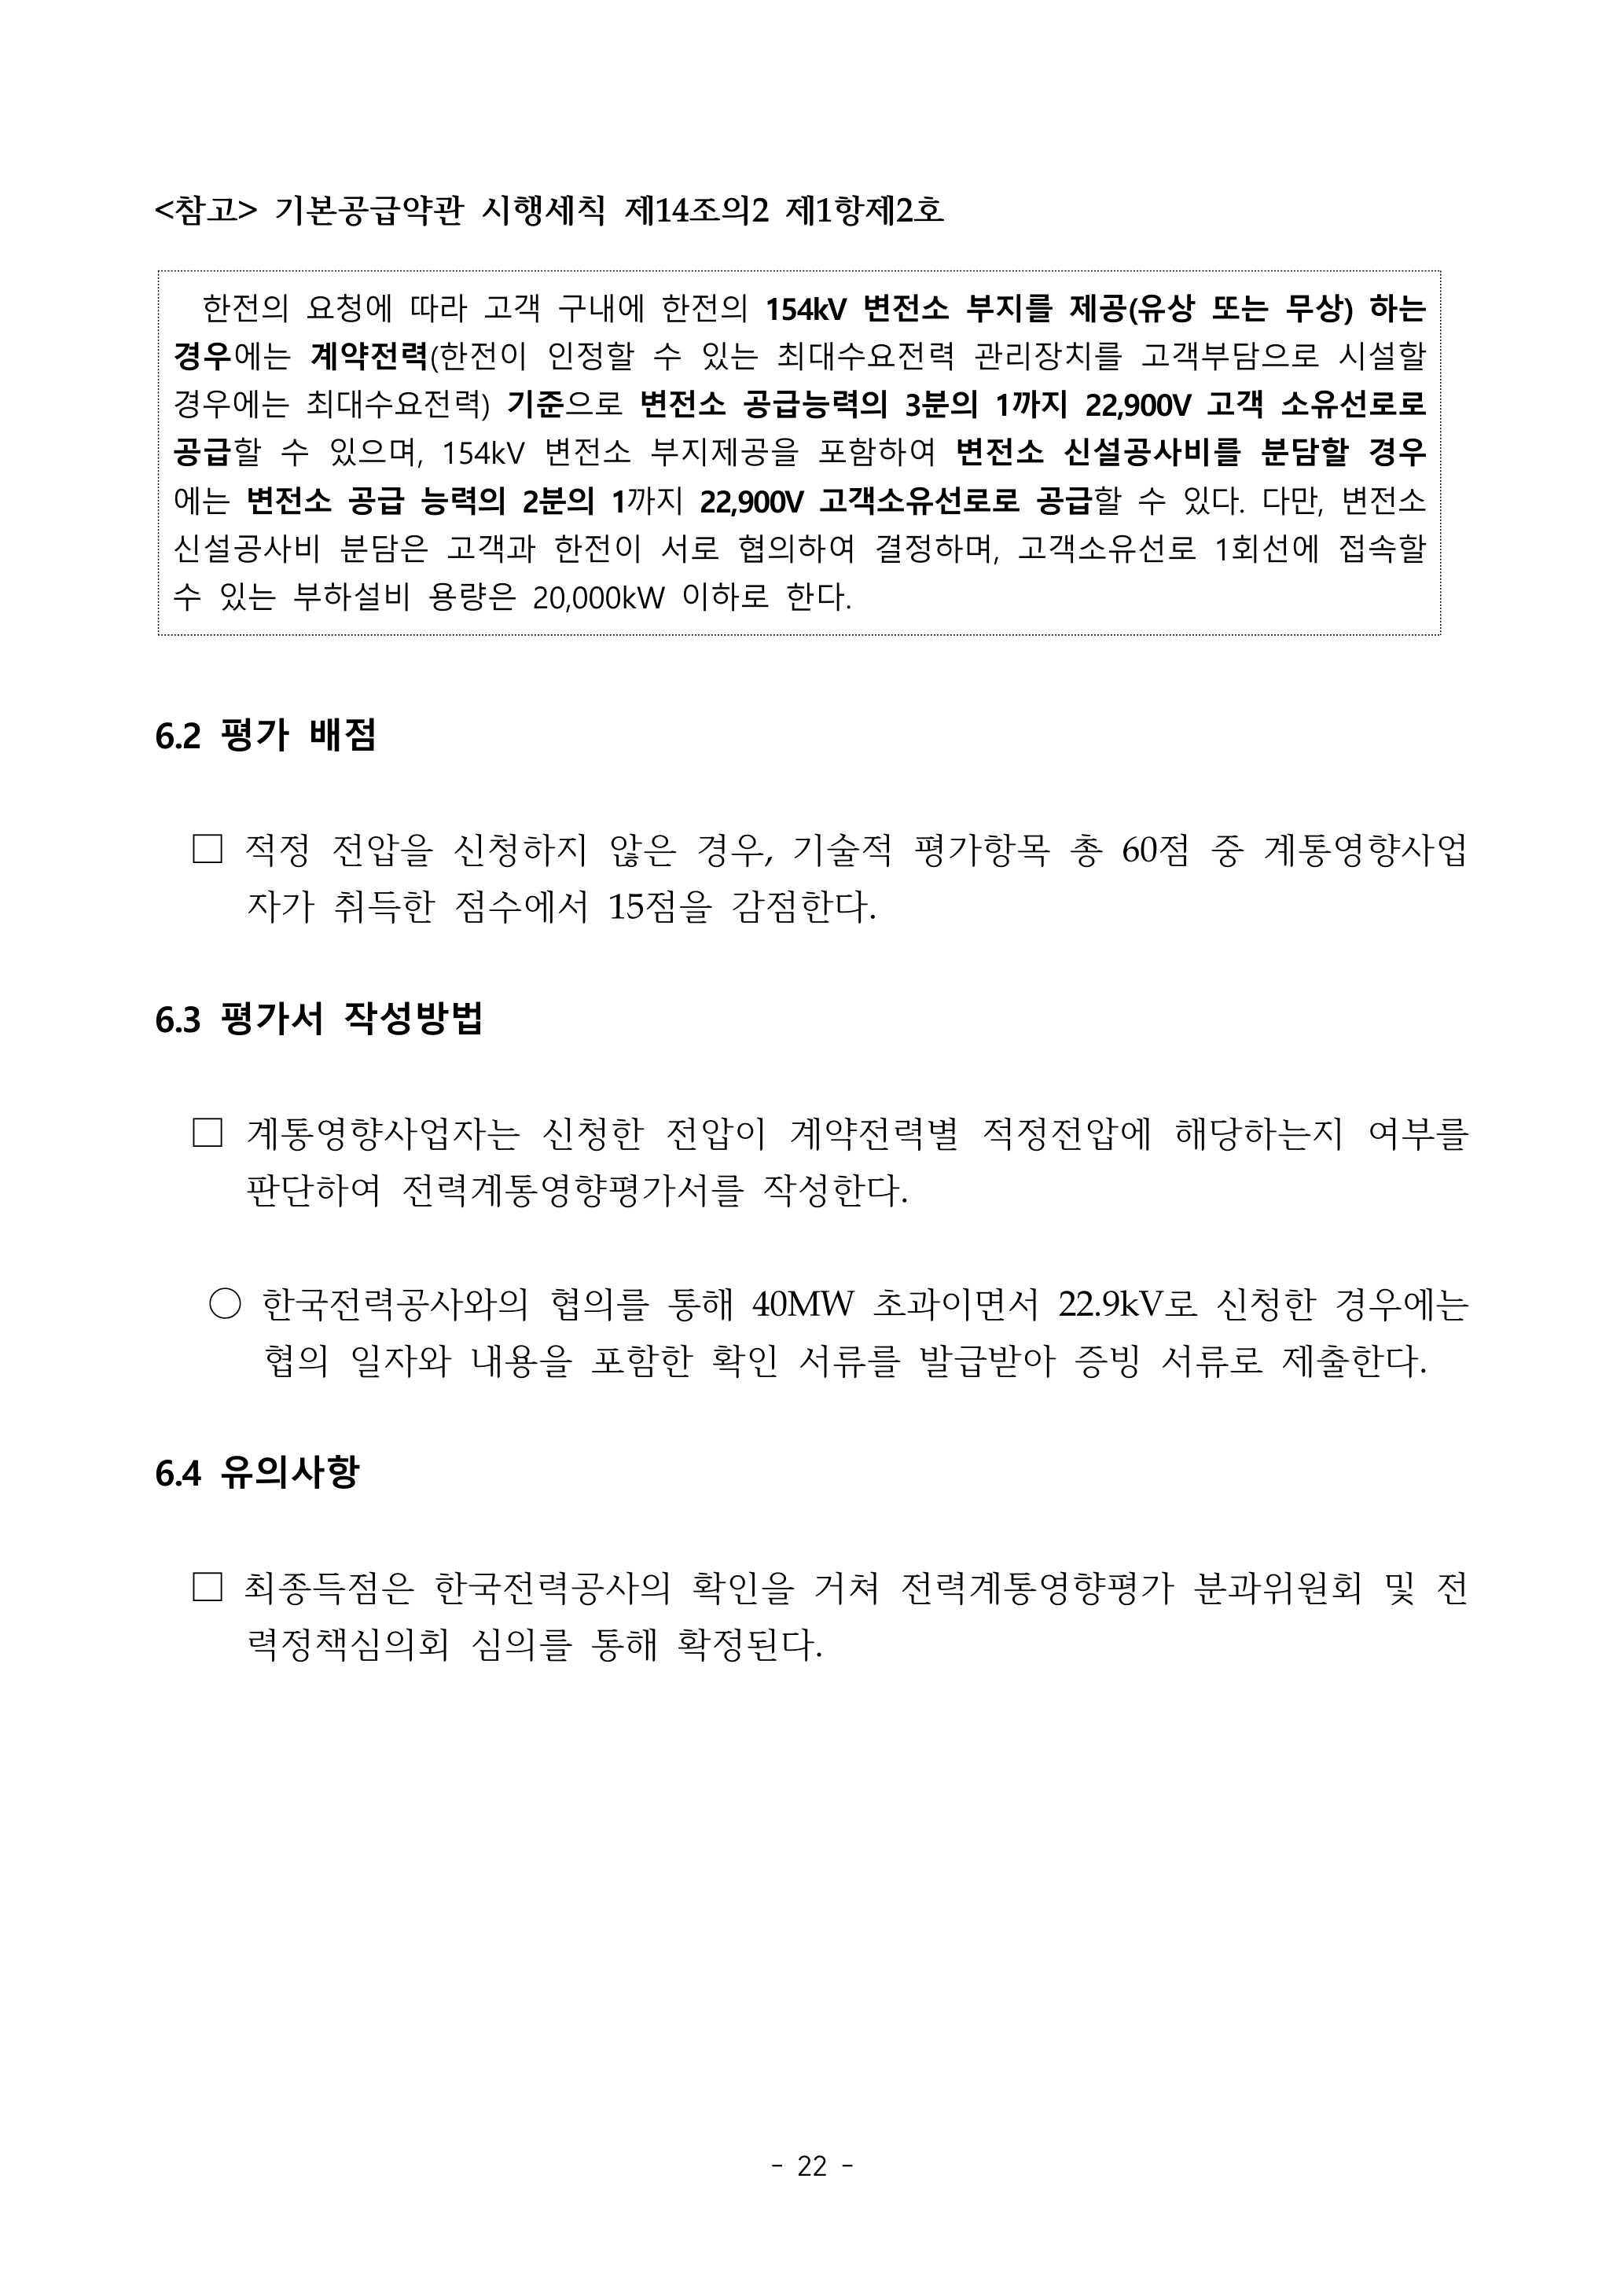 <참고> 기본공급약관 시행세칙 제14조의2 제1항제2호
한전의 요청에 따라 고객 구내에 한전의 154kV 변전소 부지를 제공(유상 또는 무상) 하는
경우에는 계약전력(한전이 인정할 수 있는 최대수요전력 관리장치를 고객부담으로 시설할
경우에는 최대수요전력) 기준으로 변전소 공급능력의 3분의 1까지 22,900V 고객 소유선로로
공급할 수 있으며, 154kV 변전소 부지제공을 포함하여 변전소 신설공사비를 분담할 경우
에는 변전소 공급 능력의 2분의 1까지 22,900V 고객소유선로로 공급할 수 있다. 다만, 변전소
신설공사비 분담은 고객과 한전이 서로 협의하여 결정하며, 고객소유선로 1회선에 접속할
수 있는 부하설비 용량은 20,000kW 이하로 한다.
6.2 평가 배점
□ 적정 전압을 신청하지 않은 경우, 기술적 평가항목 총 60점 중 계통영향사업
자가 취득한 점수에서 15점을 감점한다.
6.3 평가서 작성방법
□ 계통영향사업자는 신청한 전압이 계약전력별 적정전압에 해당하는지 여부를
판단하여 전력계통영향평가서를 작성한다.
○ 한국전력공사와의 협의를 통해 40MW 초과이면서 22.9kV로 신청한 경우에는
협의 일자와 내용을 포함한 확인 서류를 발급받아 증빙 서류로 제출한다.
6.4 유의사항
□ 최종득점은 한국전력공사의 확인을 거쳐 전력계통영향평가 분과위원회 및 전
력정책심의회 심의를 통해 확정된다.
- 22 -